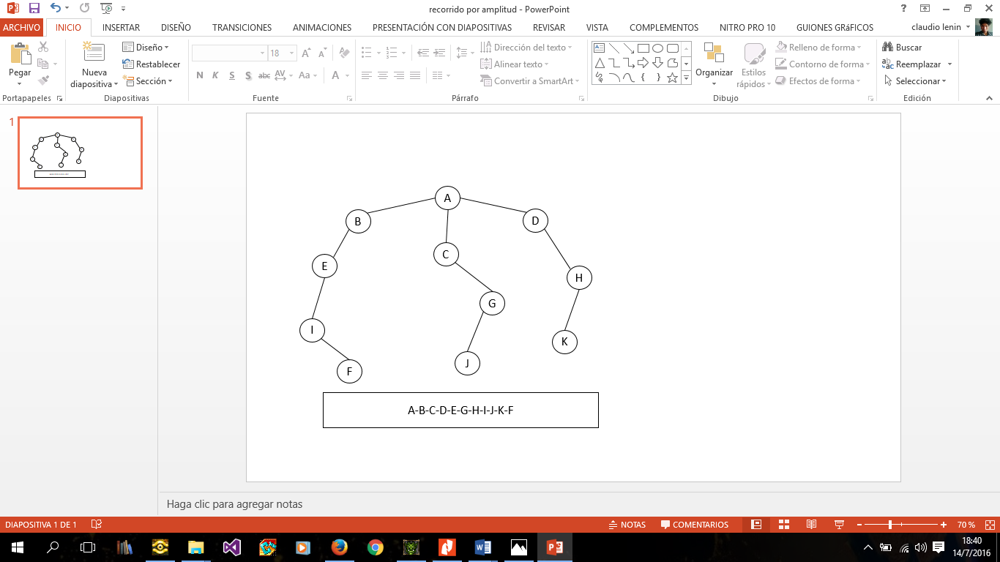 recorrido por amplitud - PowerPoint
ARCHIVO INICIO INSERTAR DISEÑO TRANSICIONES ANIMACIONES PRESENTACIÓN CON DIAPOSITIVAS REVISAR VISTA COMPLEMENTOS NITRO PRO 10 GUIONES GRáFICOS claudio lenin
Pegar
Portapapeles
Nueva diapositiva
Diseño
Restablecer
Sección
Diapositivas
18
N K S S abc AV Aa A
Fuente
Dirección del texto
Alinear texto
Convertir a SmartArt
Párrafo
Organizar
Estilos rápidos
Relleno de forma
Contorno de forma
Efectos de forma
Dibujo
Buscar
Reemplazar
Seleccionar
Edición
1
A
B
D
C
E
H
G
I
K
J
F
A-B-C-D-E-G-H-I-J-K-F
Haga clic para agregar notas
DIAPOSITIVA 1 DE 1 NOTAS COMENTARIOS 70 %
18:40
14/7/2016